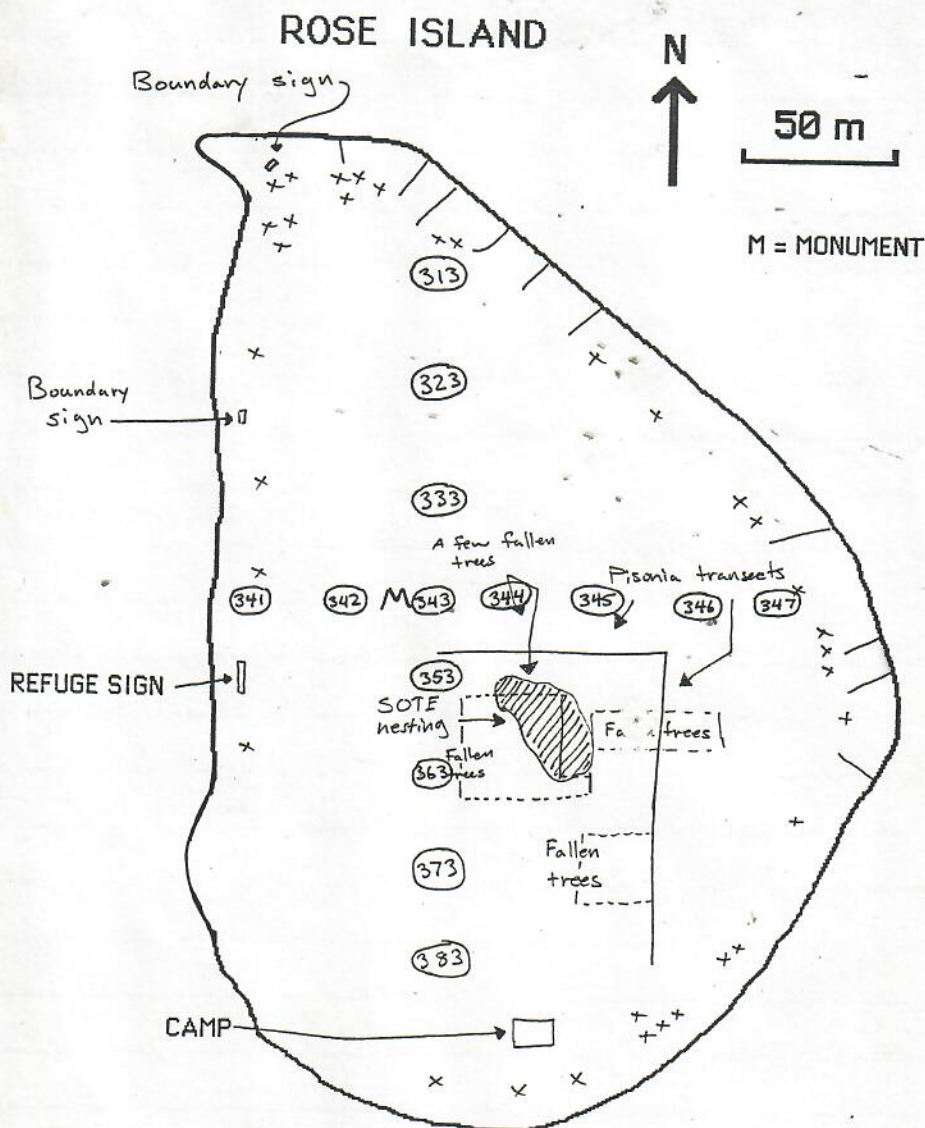 ROSE ISLAND
N
Boundary sign
50 m
M = MONUMENT
313
323
Boundary
sign
333
A few fallen
trees
Pisonia transects
341
342
M
343
344
345
346
347
REFUGE SIGN
353
SOTE
nesting
trees
Fallen
trees
363
373
Fallen
trees
383
CAMP